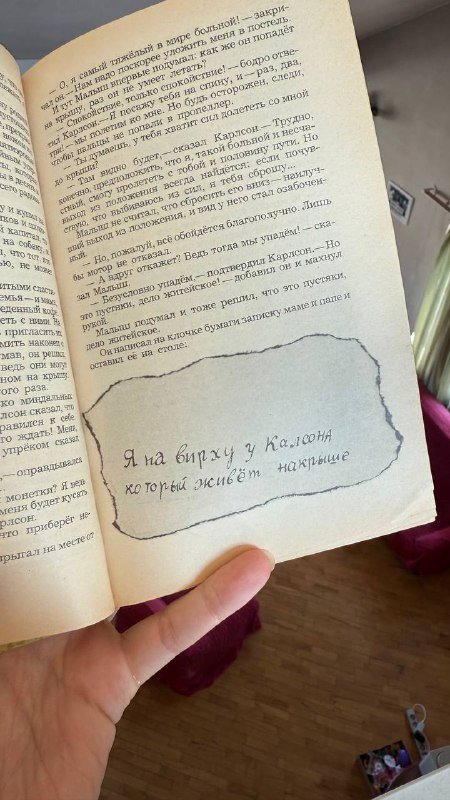 — О, я самый тяжёлый в мире больной! — закри-
чал он. — Нам надо поскорее уложить меня в постель.
И тут Малыш впервые подумал: как же он попадёт
на крышу, раз он не умеет летать?
— Спокойствие, только спокойствие! — бодро отве-
тил Карлсон. — Я посажу тебя на спину, и — раз, два,
три! — мы полетим ко мне. Но будь осторожен, следи,
чтобы пальцы не попали в пропеллер.
— Ты думаешь, у тебя хватит сил долететь со мной
до крыши?
— Там видно будет, — сказал Карлсон. — Трудно,
конечно, предположить, что я, такой больной и несча-
стный, смогу пролететь с тобой и половину пути. Но
выход из положения всегда найдётся: если почув-
ствую, что выбиваюсь из сил, я тебя сброшу...
Малыш не считал, что сбросить его вниз — наилуч-
ший выход из положения, и вид у него стал озабочен-
ный.
— Но, пожалуй, всё обойдётся благополучно. Лишь
бы мотор не отказал.
— А вдруг откажет? Ведь тогда мы упадём! — ска-
зал Малыш.
— Безусловно упадём, — подтвердил Карлсон. — Но
это пустяки, дело житейское! — добавил он и махнул
рукой.
Малыш подумал и тоже решил, что это пустяки,
дело житейское.
Он написал на клочке бумаги записку маме и папе и
оставил её на столе:
Я на вирху у Калсона
который живёт накрыше